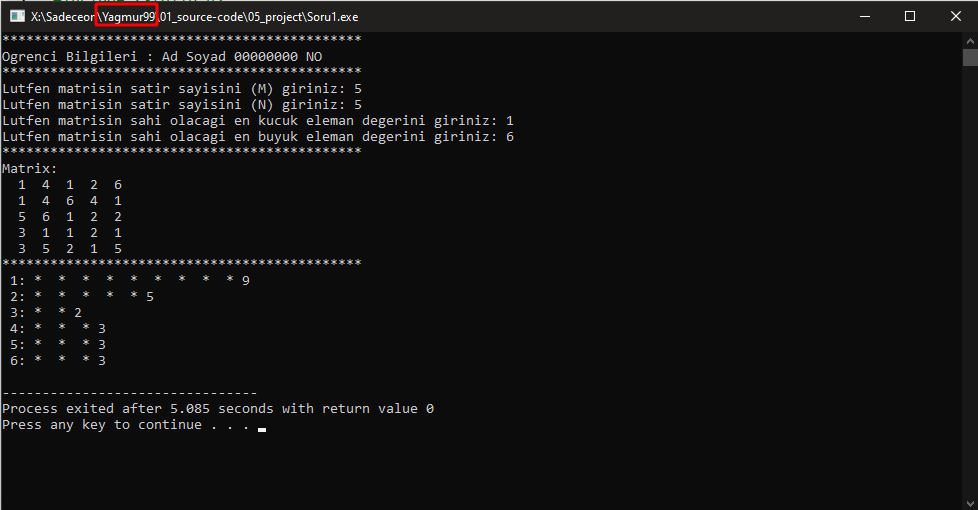 X:\Sadeceon\Yagmur99\01_source-code\05_project\Soru1.exe
*********************************************
Ogrenci Bilgileri : Ad Soyad 00000000 NO
*********************************************
Lutfen matrisin satir sayisini (M) giriniz: 5
Lutfen matrisin satir sayisini (N) giriniz: 5
Lutfen matrisin sahi olacagi en kucuk eleman degerini giriniz: 1
Lutfen matrisin sahi olacagi en buyuk eleman degerini giriniz: 6
*********************************************
Matrix:
  1  4  1  2  6
  1  4  6  4  1
  5  6  1  2  2
  3  1  1  2  1
  3  5  2  1  5
*********************************************
 1: *  *  *  *  *  *  *  *  * 9
 2: *  *  *  *  * 5
 3: *  * 2
 4: *  *  * 3
 5: *  *  * 3
 6: *  *  * 3
--------------------------------
Process exited after 5.085 seconds with return value 0
Press any key to continue . . .